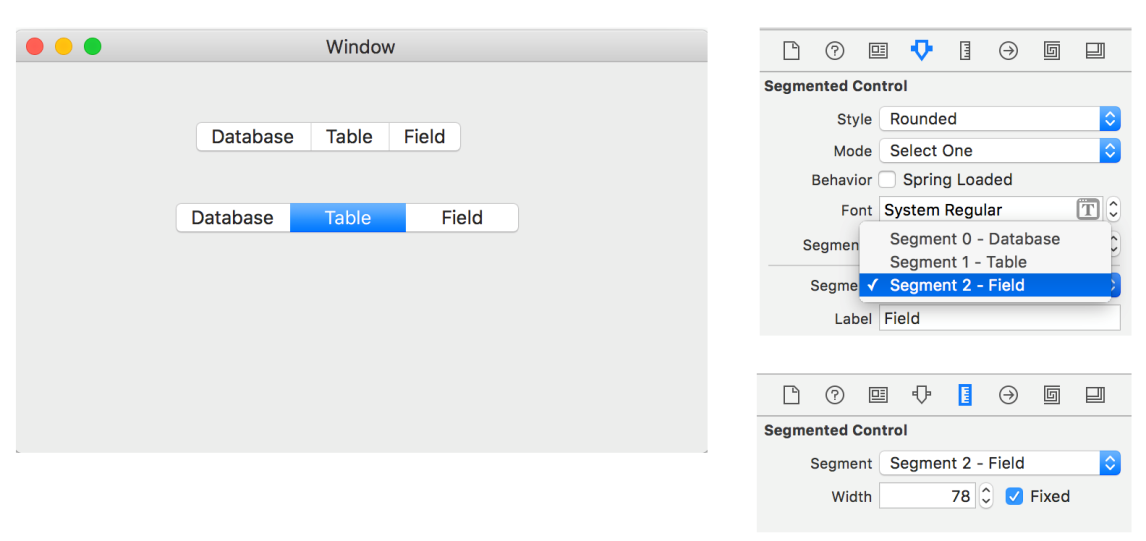 Window
Database Table Field
Database Table Field
Segmented Control
Style Rounded
Mode Select One
Behavior Spring Loaded
Font System Regular T
Segmen Segment 0 - Database
Segment 1 - Table
Segme ✓ Segment 2 - Field
Label Field
Segmented Control
Segment Segment 2 - Field
Width 78 Fixed